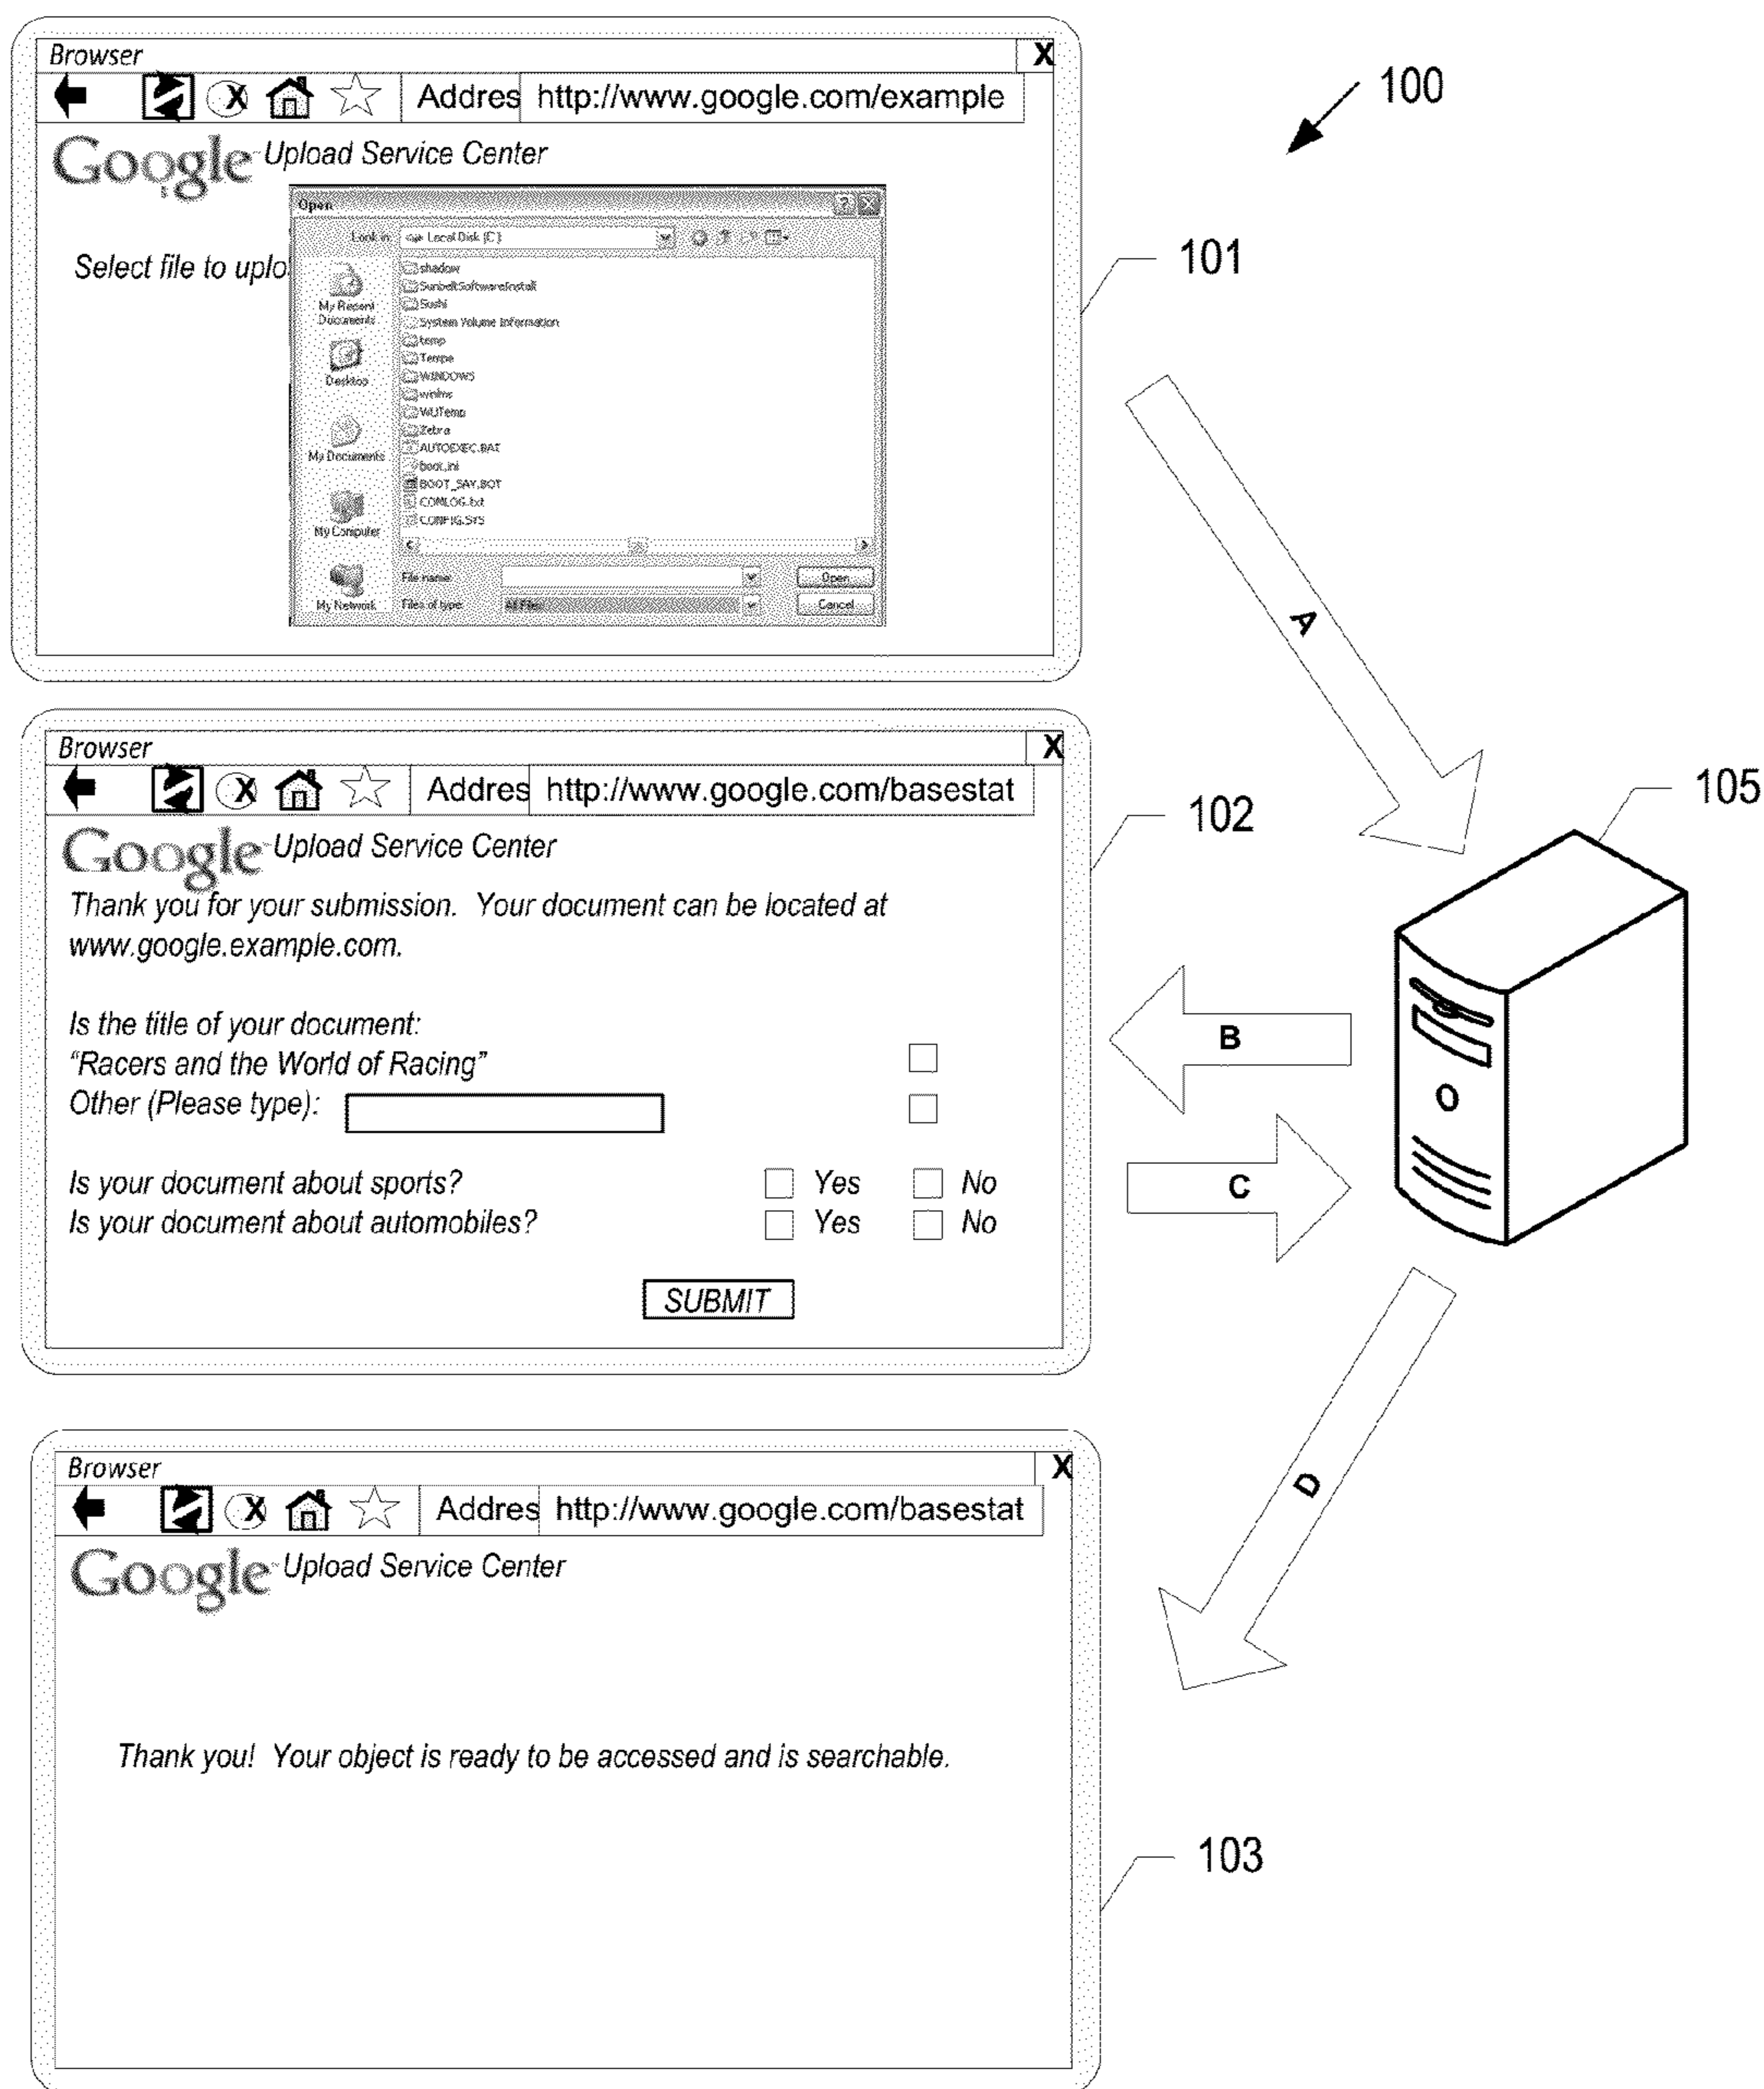 Browser X
Addres http://www.google.com/example
100
Google Upload Service Center
Open
Look in: Local Disk (C:)
101
Select file to uplo
shadow
SunbeltSoftwareInstall
Sushi
System Volume Information
temp
Tempe
WINDOWS
WUTemp
Zebra
AUTOEXEC.BAT
boot.ini
BOOT_SAV.BOT
COMLOG.txt
CONFIG.SYS
My Recent Documents
Desktop
My Documents
My Computer
My Network
File name: Open
Files of type: All Files Cancel
A
Browser X
Addres http://www.google.com/basestat
105
102
Google Upload Service Center
Thank you for your submission. Your document can be located at
www.google.example.com.
Is the title of your document:
“Racers and the World of Racing”
Other (Please type):
B
Is your document about sports? Yes No
Is your document about automobiles? Yes No
C
SUBMIT
Browser X
Addres http://www.google.com/basestat
D
Google Upload Service Center
Thank you! Your object is ready to be accessed and is searchable.
103